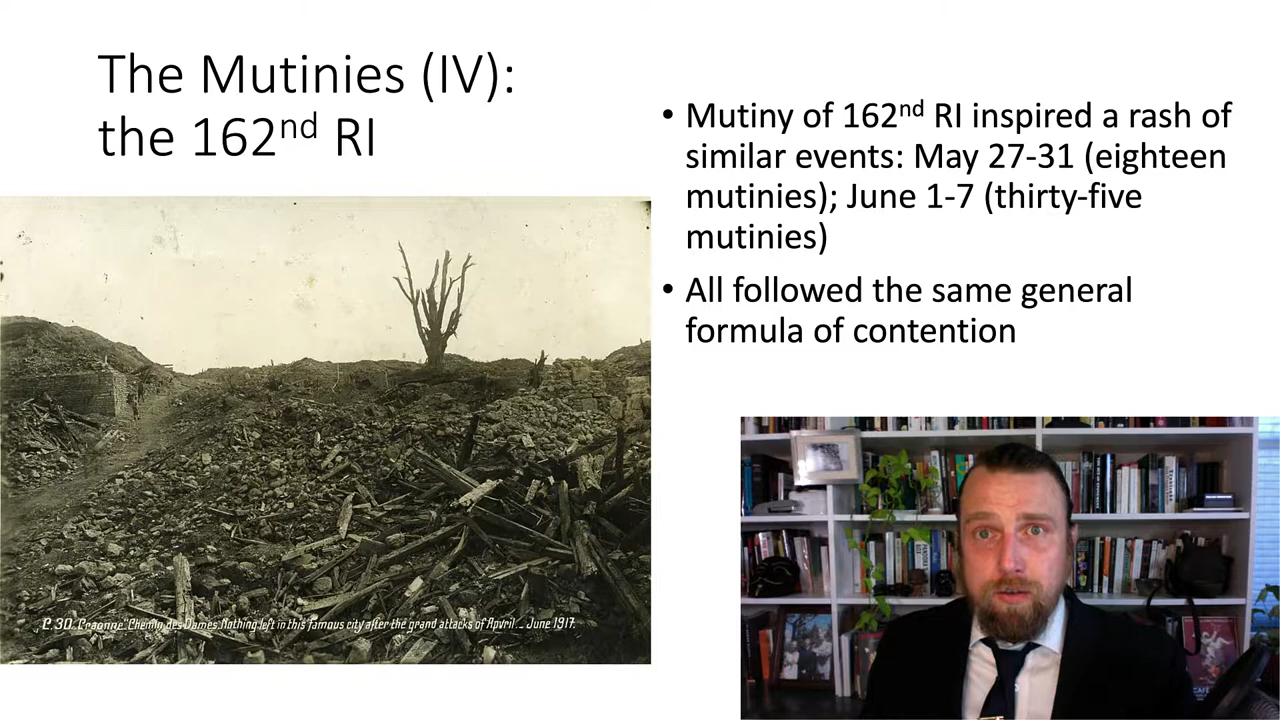 The Mutinies (IV):
the 162nd RI
• Mutiny of 162nd RI inspired a rash of
similar events: May 27-31 (eighteen
mutinies); June 1-7 (thirty-five
mutinies)
• All followed the same general
formula of contention
C.30. Craonne "Chemin des Dames. Nothing left in this famous city after the grand attacks of Apvril._ June 1917.